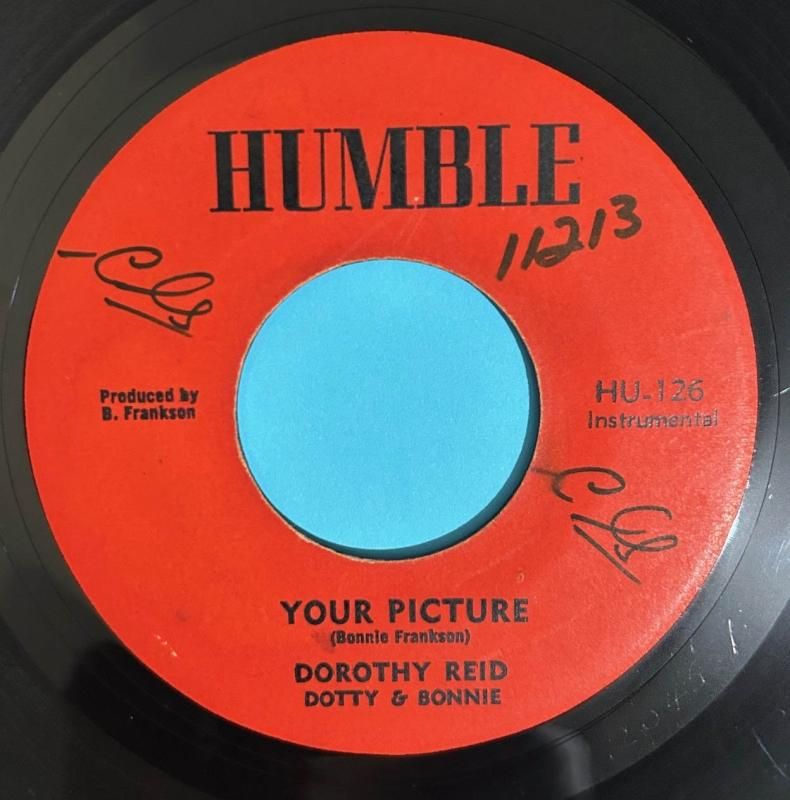 HUMBLE
11213
Produced by
B. Frankson
HU-126
Instrumental
YOUR PICTURE
(Bonnie Frankson)
DOROTHY REID
DOTTY & BONNIE